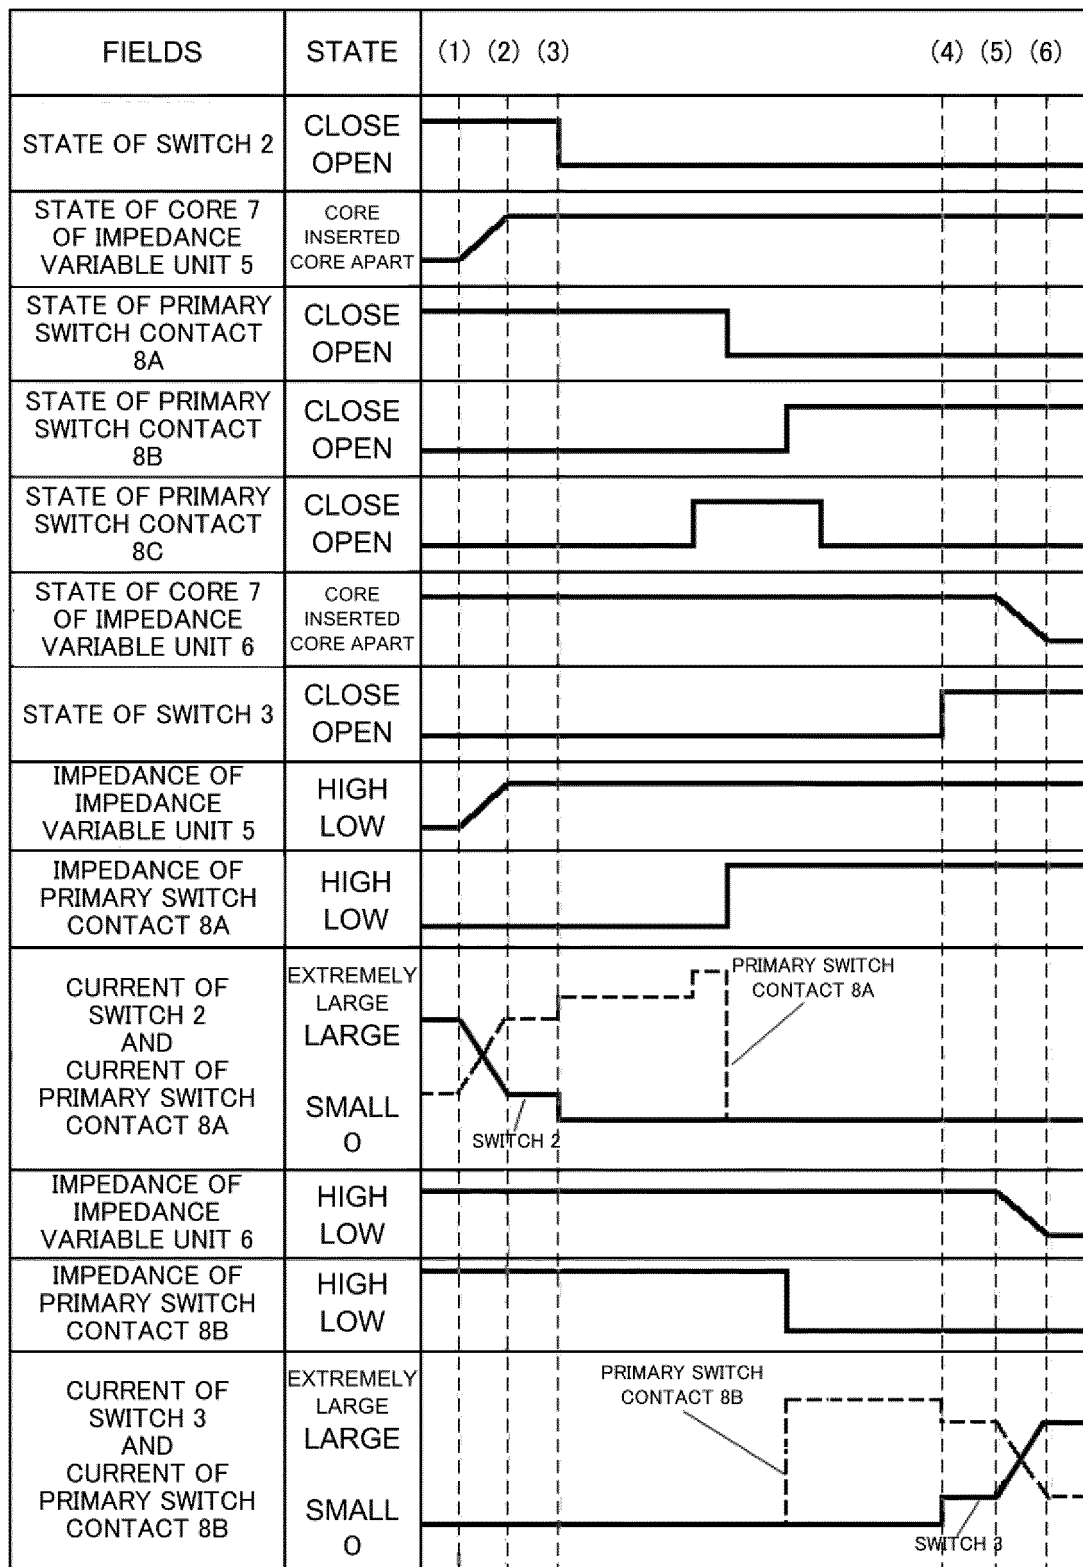 FIELDS
STATE
(1) (2) (3)
(4) (5) (6)
STATE OF SWITCH 2
CLOSE
OPEN
STATE OF CORE 7
OF IMPEDANCE
VARIABLE UNIT 5
CORE
INSERTED
CORE APART
STATE OF PRIMARY
SWITCH CONTACT
8A
CLOSE
OPEN
STATE OF PRIMARY
SWITCH CONTACT
8B
CLOSE
OPEN
STATE OF PRIMARY
SWITCH CONTACT
8C
CLOSE
OPEN
STATE OF CORE 7
OF IMPEDANCE
VARIABLE UNIT 6
CORE
INSERTED
CORE APART
STATE OF SWITCH 3
CLOSE
OPEN
IMPEDANCE OF
IMPEDANCE
VARIABLE UNIT 5
HIGH
LOW
IMPEDANCE OF
PRIMARY SWITCH
CONTACT 8A
HIGH
LOW
CURRENT OF
SWITCH 2
AND
CURRENT OF
PRIMARY SWITCH
CONTACT 8A
EXTREMELY
LARGE
LARGE
SMALL
0
PRIMARY SWITCH
CONTACT 8A
SWITCH 2
IMPEDANCE OF
IMPEDANCE
VARIABLE UNIT 6
HIGH
LOW
IMPEDANCE OF
PRIMARY SWITCH
CONTACT 8B
HIGH
LOW
CURRENT OF
SWITCH 3
AND
CURRENT OF
PRIMARY SWITCH
CONTACT 8B
EXTREMELY
LARGE
LARGE
SMALL
0
PRIMARY SWITCH
CONTACT 8B
SWITCH 3